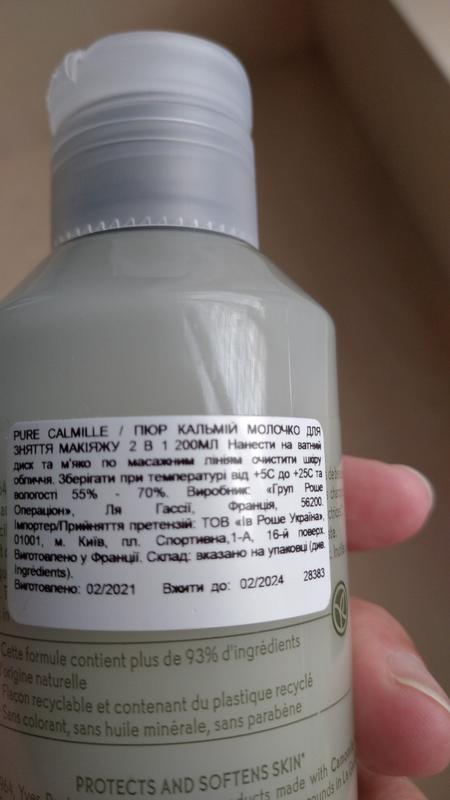 PURE CALMILLE / ПЮР КАЛЬМІЙ МОЛОЧКО ДЛЯ
ЗНЯТТЯ МАКІЯЖУ 2 В 1 200МЛ Нанести на ватний
диск та м'яко по масажним лініям очистити шкіру
обличчя. Зберігати при температурі від +5С до +25С та
вологості 55% - 70%. Виробник: «Груп Роше
Операціон», Ля Гассії, Франція, 56200.
Імпортер/Прийняття претензій: ТОВ «Ів Роше Україна»,
01001, м. Київ, пл. Спортивна,1-А, 16-й поверх.
Виготовлено у Франції. Склад: вказано на упаковці (див.
Ingredients).
Виготовлено: 02/2021 Вжити до: 02/2024 28383
Cette formule contient plus de 93% d'ingrédients
d'origine naturelle
Flacon recyclable et contenant du plastique recyclé
Sans colorant, sans huile minérale, sans parabène
PROTECTS AND SOFTENS SKIN*
made with